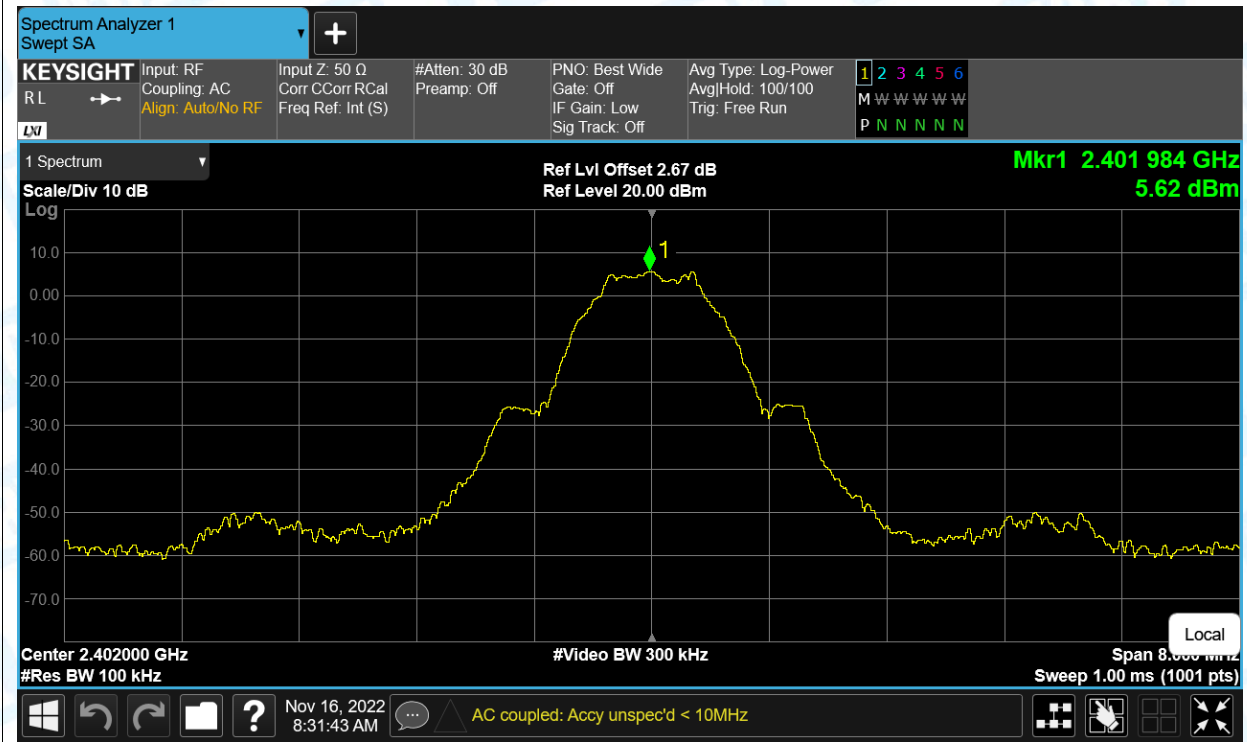 Spectrum Analyzer 1
Swept SA
KEYSIGHT
R L
LXI
Input: RF
Coupling: AC
Align: Auto/No RF
Input Z: 50 Ω
Corr CCorr RCal
Freq Ref: Int (S)
#Atten: 30 dB
Preamp: Off
PNO: Best Wide
Gate: Off
IF Gain: Low
Sig Track: Off
Avg Type: Log-Power
Avg|Hold: 100/100
Trig: Free Run
1 2 3 4 5 6
M W W W W W
P N N N N N
1 Spectrum
Scale/Div 10 dB
Ref Lvl Offset 2.67 dB
Ref Level 20.00 dBm
Mkr1 2.401 984 GHz
5.62 dBm
Log
1
10.0
0.00
-10.0
-20.0
-30.0
-40.0
-50.0
-60.0
-70.0
Local
Center 2.402000 GHz
#Video BW 300 kHz
#Res BW 100 kHz
Sweep 1.00 ms (1001 pts)
?
Nov 16, 2022
8:31:43 AM
AC coupled: Accy unspec'd < 10MHz